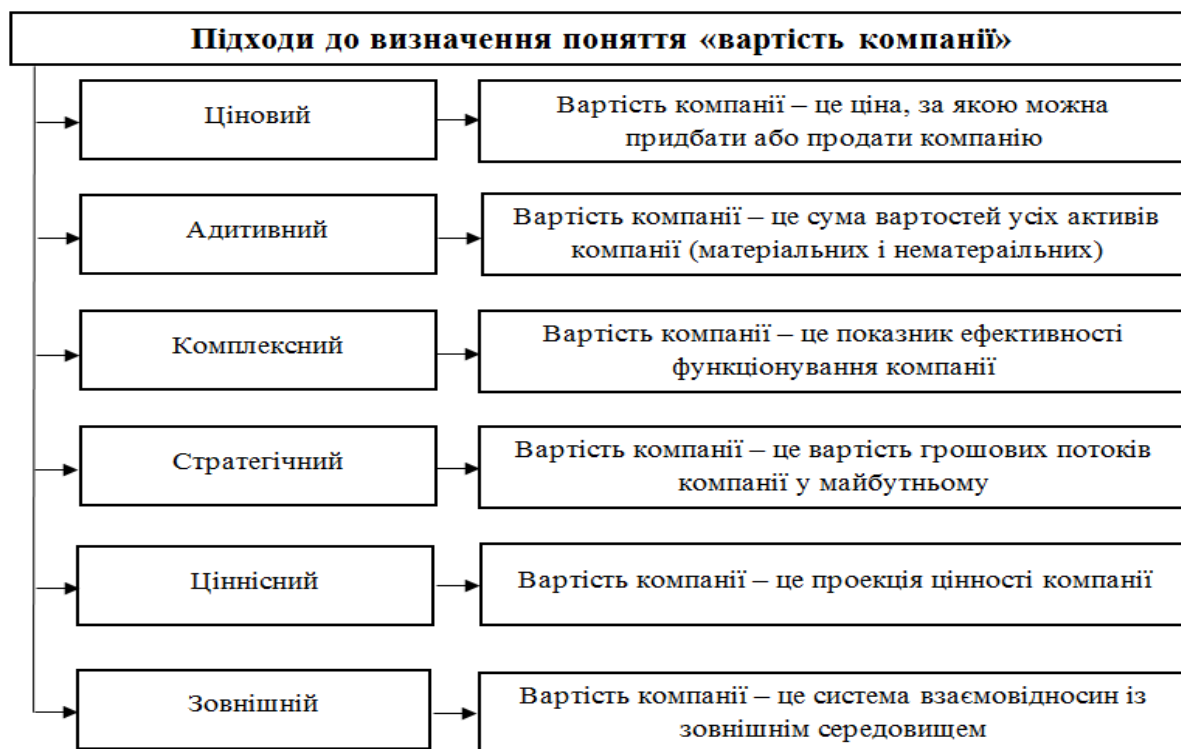 Підходи до визначення поняття «вартість компанії»
Ціновий
Вартість компанії – це ціна, за якою можна
придбати або продати компанію
Адитивний
Вартість компанії – це сума вартостей усіх активів
компанії (матеріальних і нематераільних)
Комплексний
Вартість компанії – це показник ефективності
функціонування компанії
Стратегічний
Вартість компанії – це вартість грошових потоків
компанії у майбутньому
Ціннісний
Вартість компанії – це проекція цінності компанії
Зовнішній
Вартість компанії – це система взаємовідносин із
зовнішнім середовищем